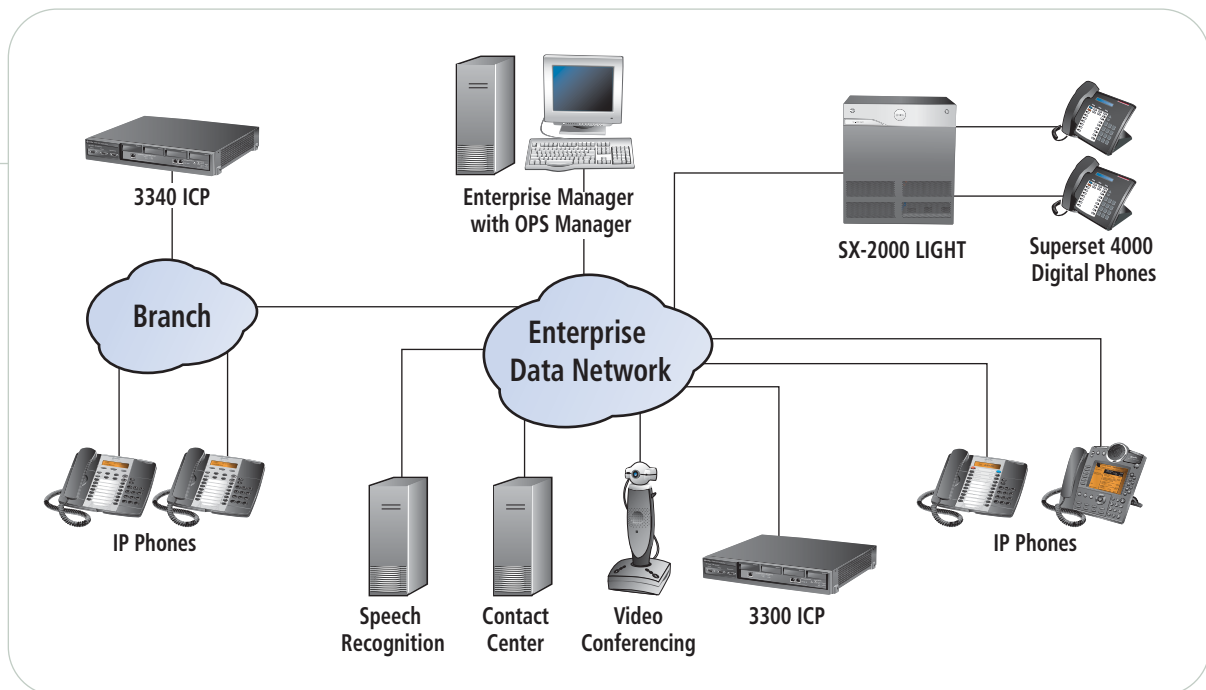 3340 ICP
Enterprise Manager
with OPS Manager
SX-2000 LIGHT
Superset 4000
Digital Phones
Branch
Enterprise
Data Network
IP Phones
Speech
Recognition
Contact
Center
Video
Conferencing
3300 ICP
IP Phones